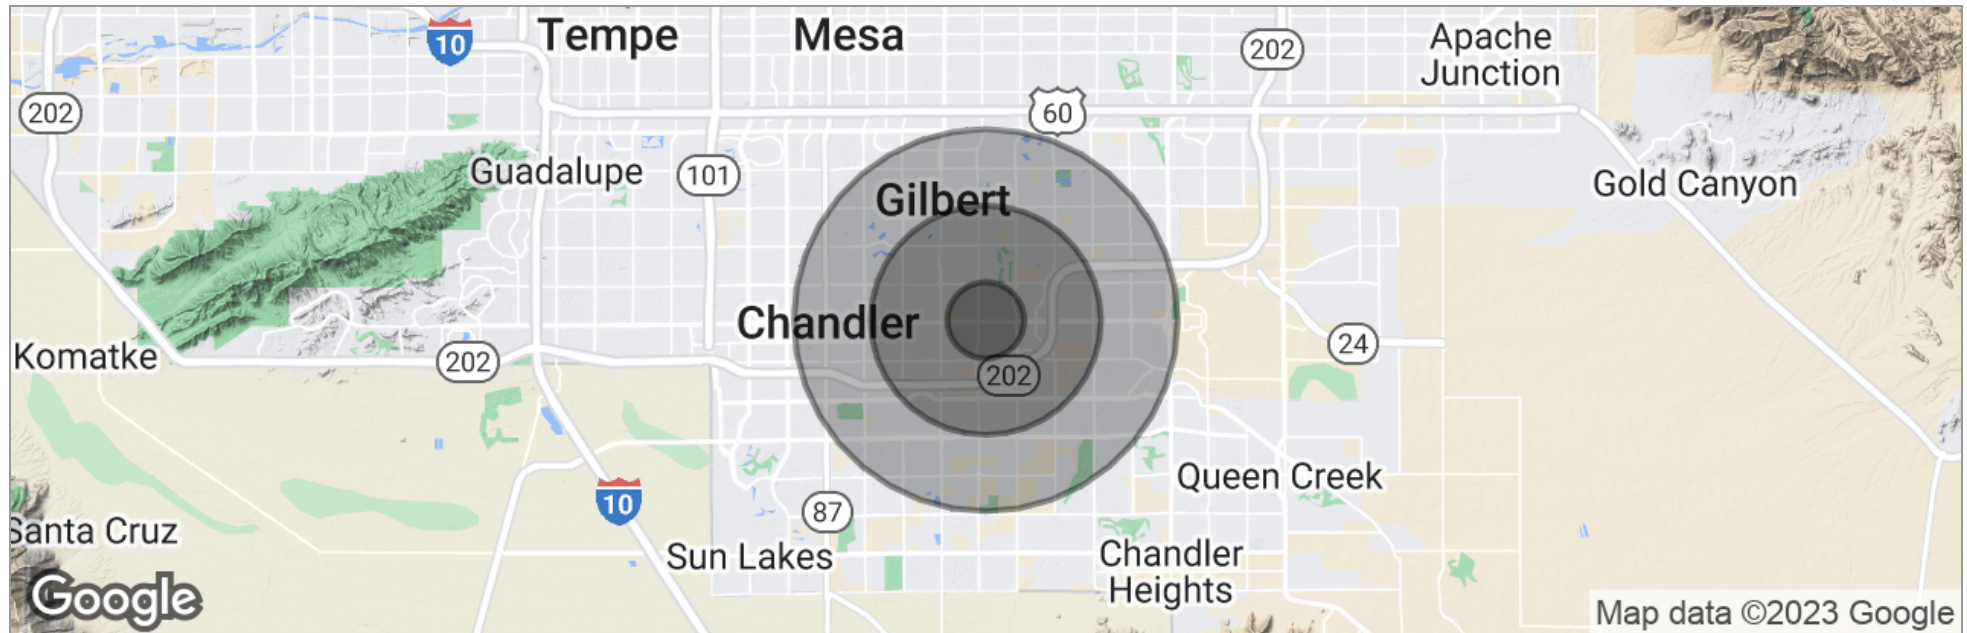 Tempe
Mesa
10
202
Apache
Junction
202
60
Guadalupe
101
Gilbert
Gold Canyon
Chandler
24
Komatke
202
202
Queen Creek
10
87
Santa Cruz
Sun Lakes
Chandler
Heights
Google
Map data ©2023 Google